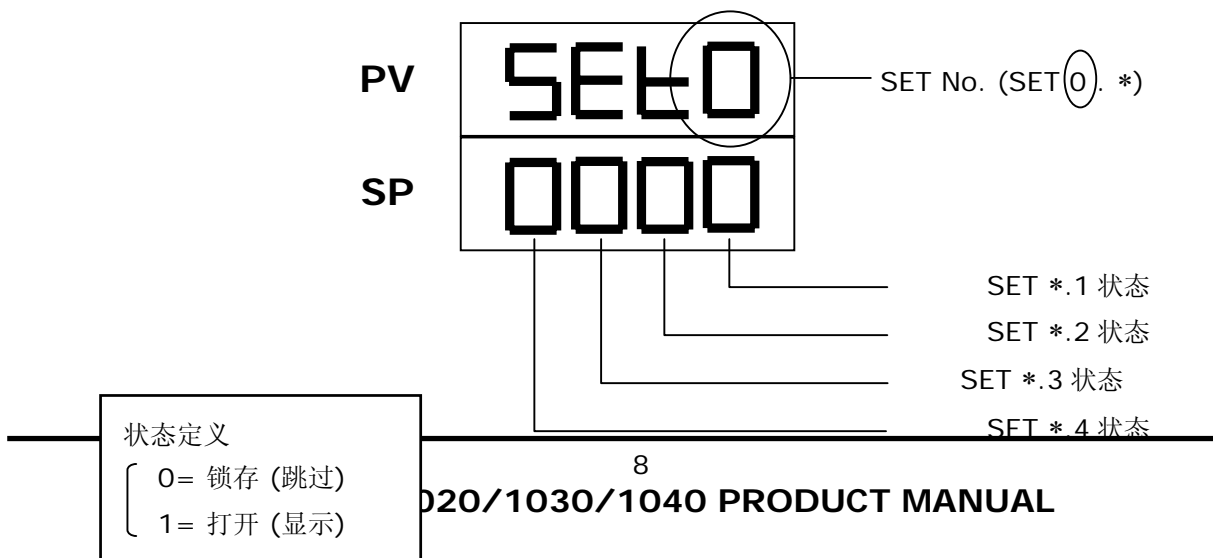 PV SEt0 SET No. (SET 0. *)
SP 0000
SET *.1 状态
SET *.2 状态
SET *.3 状态
SET *.4 状态
状态定义
0= 锁存 (跳过)
1= 打开 (显示)
8
020/1030/1040 PRODUCT MANUAL